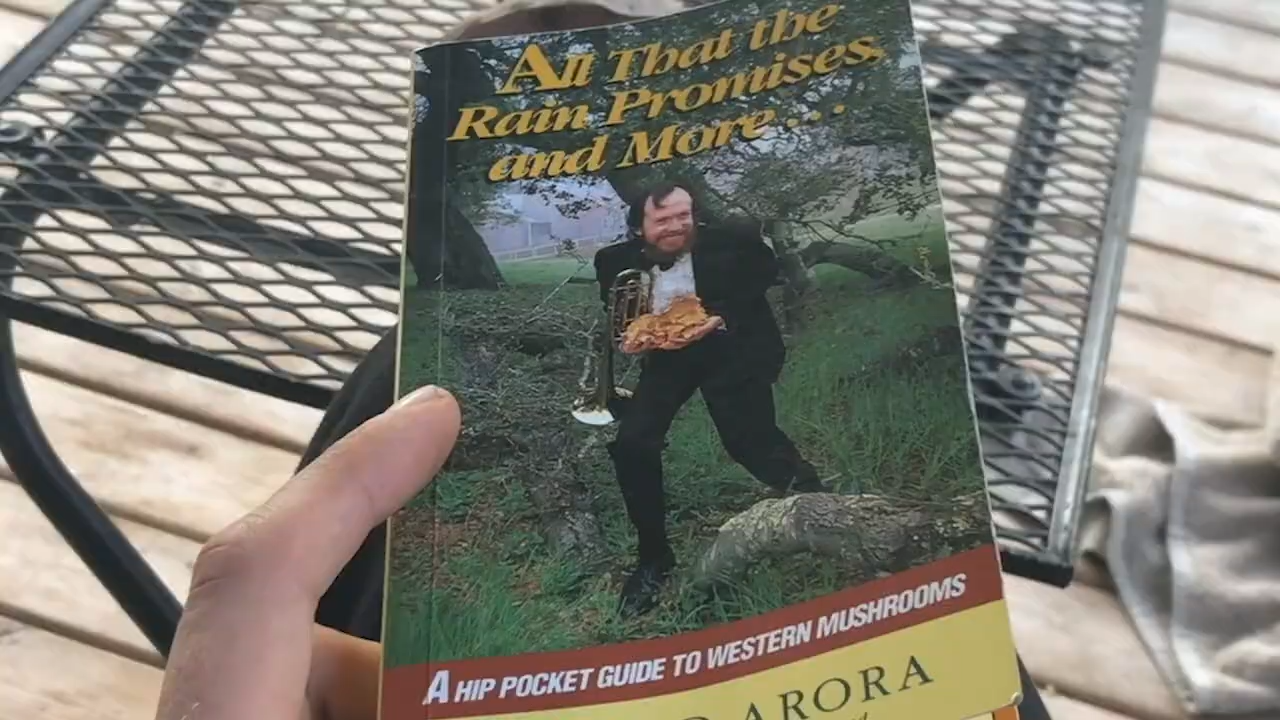 All That the
Rain Promises,
and More...
A HIP POCKET GUIDE TO WESTERN MUSHROOMS
ARORA